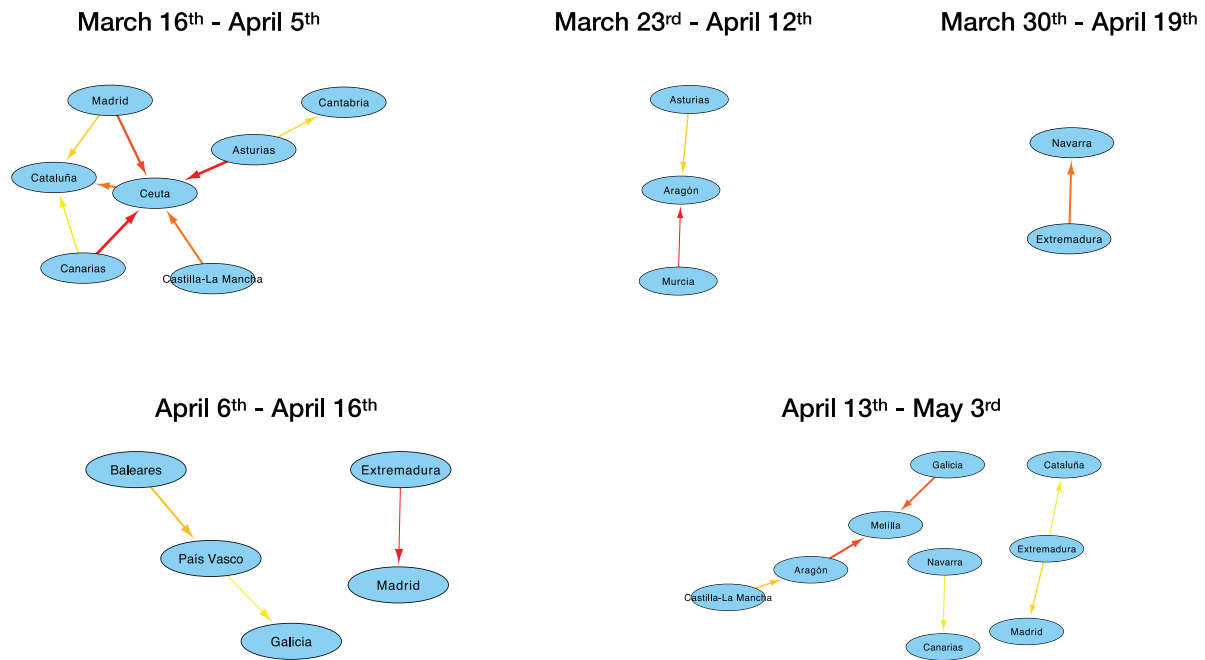 March 16th - April 5th
March 23rd - April 12th
March 30th - April 19th
Madrid
Cantabria
Asturias
Cataluña
Ceuta
Canarias
Castilla-La Mancha
Asturias
Aragón
Murcia
Navarra
Extremadura
April 6th - April 16th
April 13th - May 3rd
Baleares
Extremadura
País Vasco
Madrid
Galicia
Galicia
Cataluña
Melilla
Extremadura
Aragón
Navarra
Castilla-La Mancha
Madrid
Canarias